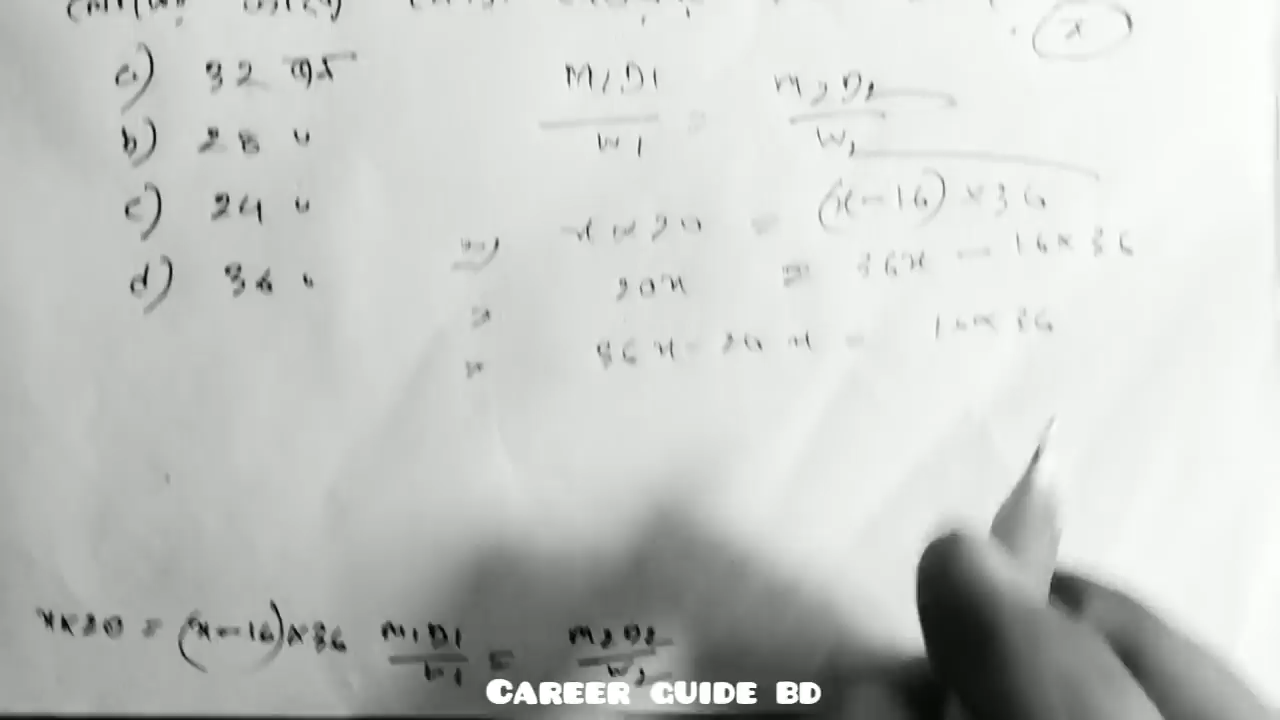 x
a) 32 জন
M1D1 / W1 = M2D2 / W2
b) 28 "
c) 24 "
⇒ x × 20 = (x-16) × 36
d) 36 "
⇒ 20x = 36x - 16×36
⇒ 36x - 20x = 16×36
x×20 = (x-16)×36 M1D1 / W1 = M2D2 / W2
CAREER GUIDE BD